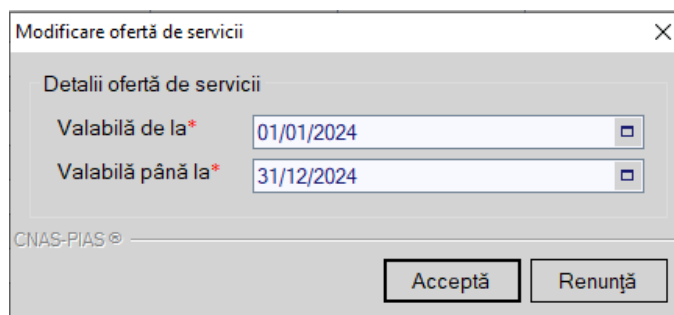 Modificare ofertă de servicii
Detalii ofertă de servicii
Valabilă de la* 01/01/2024
Valabilă până la* 31/12/2024
CNAS-PIAS ®
Acceptă Renunţă